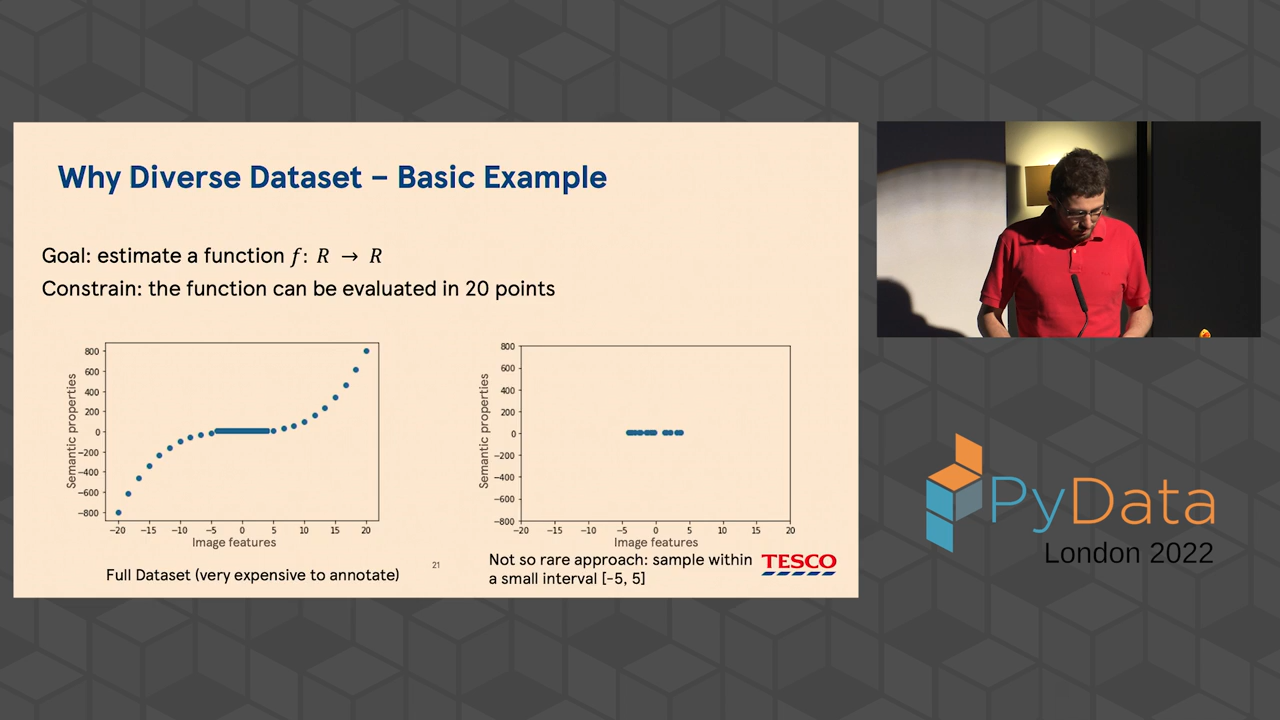 Why Diverse Dataset – Basic Example
Goal: estimate a function f: R → R
Constrain: the function can be evaluated in 20 points
800
600
400
200
0
−200
−400
−600
−800
Semantic properties
−20 −15 −10 −5 0 5 10 15 20
Image features
Full Dataset (very expensive to annotate)
800
600
400
200
0
−200
−400
−600
−800
Semantic properties
−20 −15 −10 −5 0 5 10 15 20
Image features
Not so rare approach: sample within
a small interval [-5, 5]
21
TESCO
PyData
London 2022